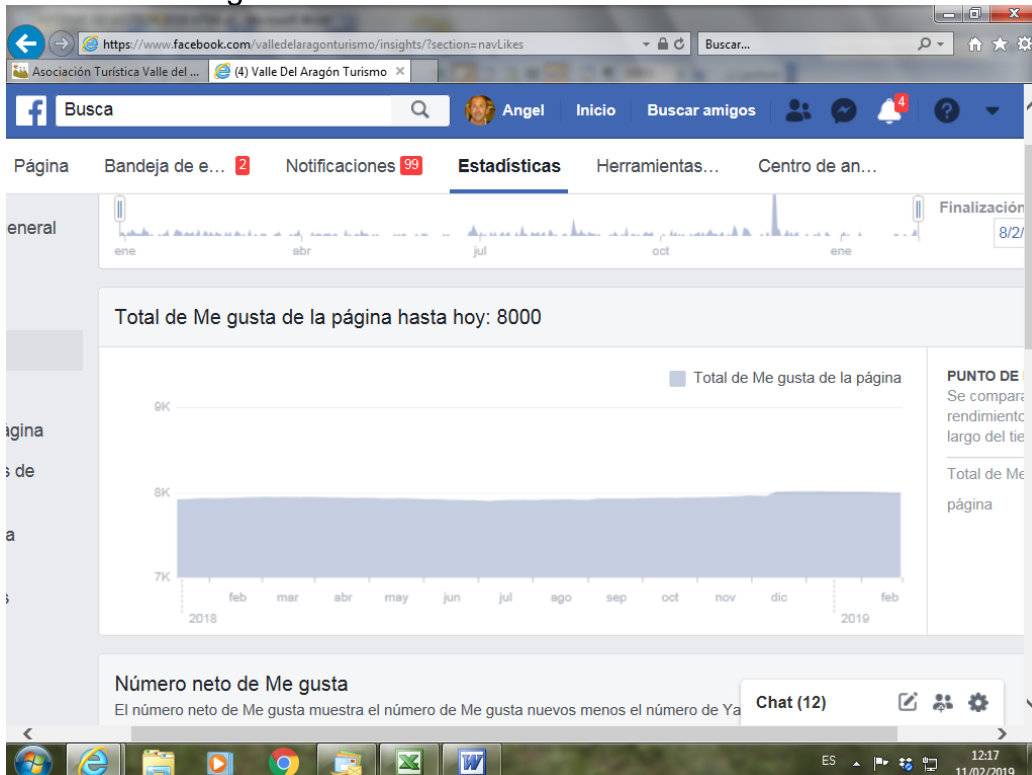 https://www.facebook.com/valledelaragonturismo/insights/?section=navLikes
Buscar...
Asociación Turística Valle del ...
(4) Valle Del Aragón Turismo
Busca
Angel
Inicio
Buscar amigos
4
Página
Bandeja de e... 2
Notificaciones 99
Estadísticas
Herramientas...
Centro de an...
eneral
Finalización
8/2/
ene abr jul oct ene
Total de Me gusta de la página hasta hoy: 8000
Total de Me gusta de la página
PUNTO DE
Se compara
rendimiento
largo del tie
Total de Me
página
ágina
s de
a
s
9K
8K
7K
feb mar abr may jun jul ago sep oct nov dic feb
2018 2019
Número neto de Me gusta
El número neto de Me gusta muestra el número de Me gusta nuevos menos el número de Ya
Chat (12)
ES
12:17
11/02/2019